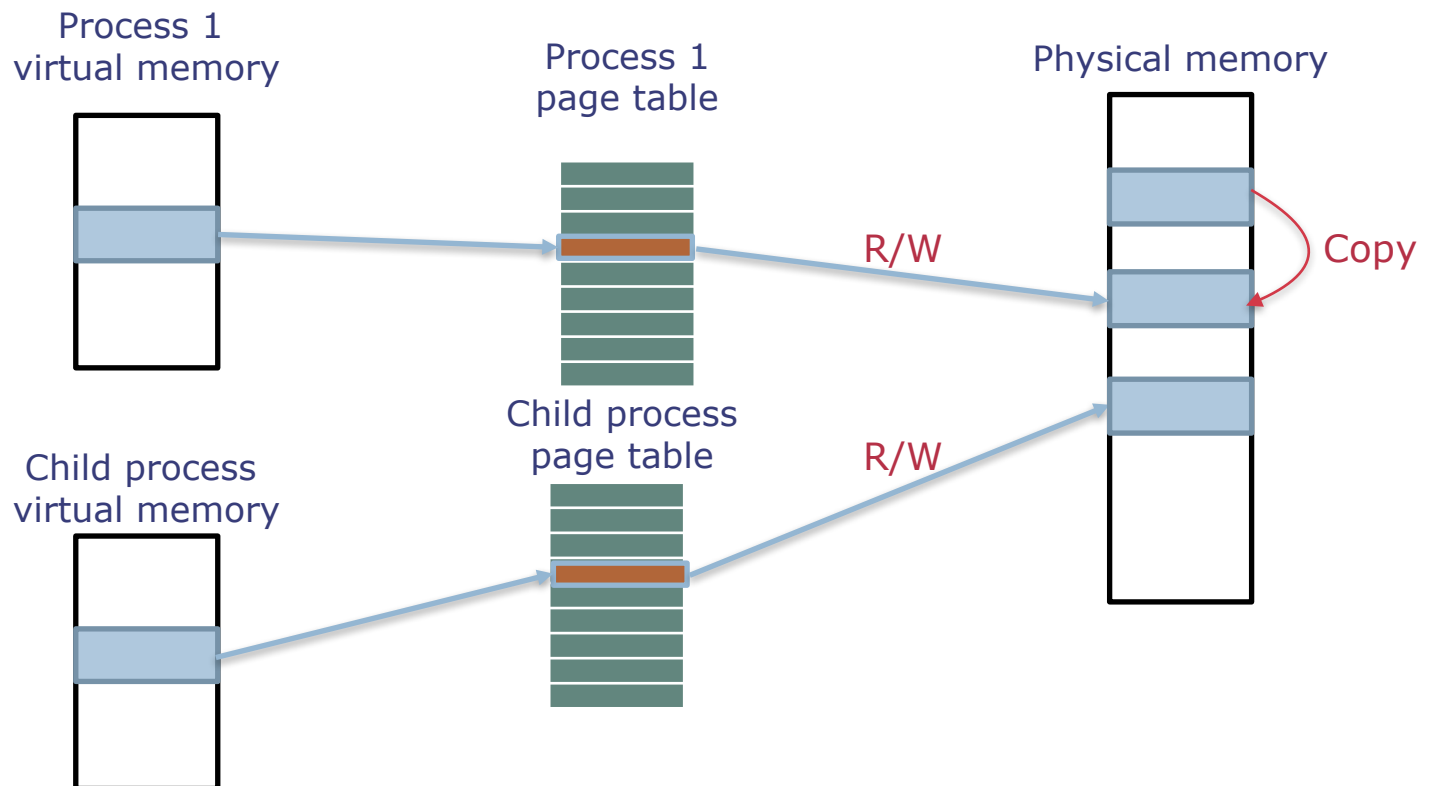 Process 1
virtual memory
Process 1
page table
Physical memory
R/W
Copy
Child process
page table
R/W
Child process
virtual memory